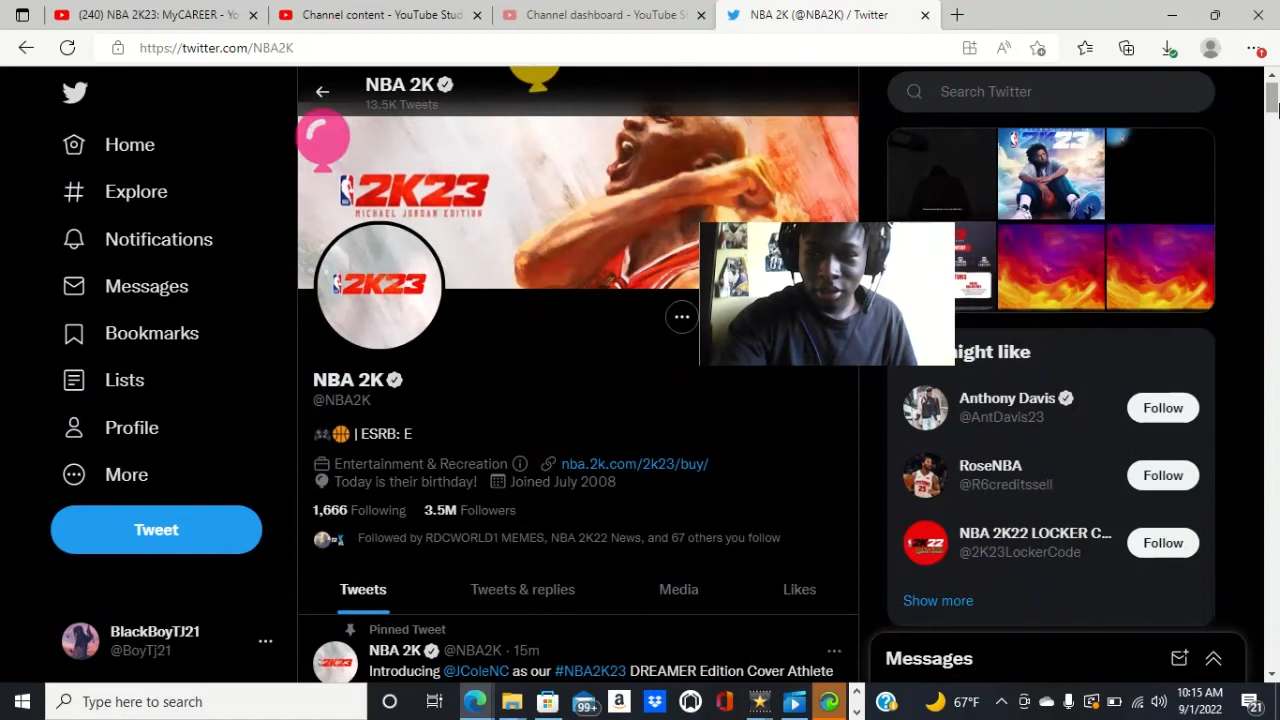 (240) NBA 2K23: MyCAREER - Yo
Channel content - YouTube Stud
Channel dashboard - YouTube St
NBA 2K (@NBA2K) / Twitter
https://twitter.com/NBA2K
NBA 2K
13.5K Tweets
Search Twitter
Home
Explore
Notifications
Messages
Bookmarks
Lists
Profile
More
Tweet
BlackBoyTJ21
@BoyTj21
2K23
MICHAEL JORDAN EDITION
2K23
NBA 2K
@NBA2K
| ESRB: E
Entertainment & Recreation nba.2k.com/2k23/buy/
Today is their birthday! Joined July 2008
1,666 Following 3.5M Followers
Followed by RDCWORLD1 MEMES, NBA 2K22 News, and 67 others you follow
Tweets Tweets & replies Media Likes
Pinned Tweet
NBA 2K @NBA2K · 15m
Introducing @JColeNC as our #NBA2K23 DREAMER Edition Cover Athlete
2K23
ight like
Anthony Davis
@AntDavis23
Follow
RoseNBA
@R6creditssell
Follow
NBA 2K22 LOCKER C...
@2K23LockerCode
Follow
Show more
Messages
Type here to search
99+
67°F
10:15 AM
9/1/2022
21